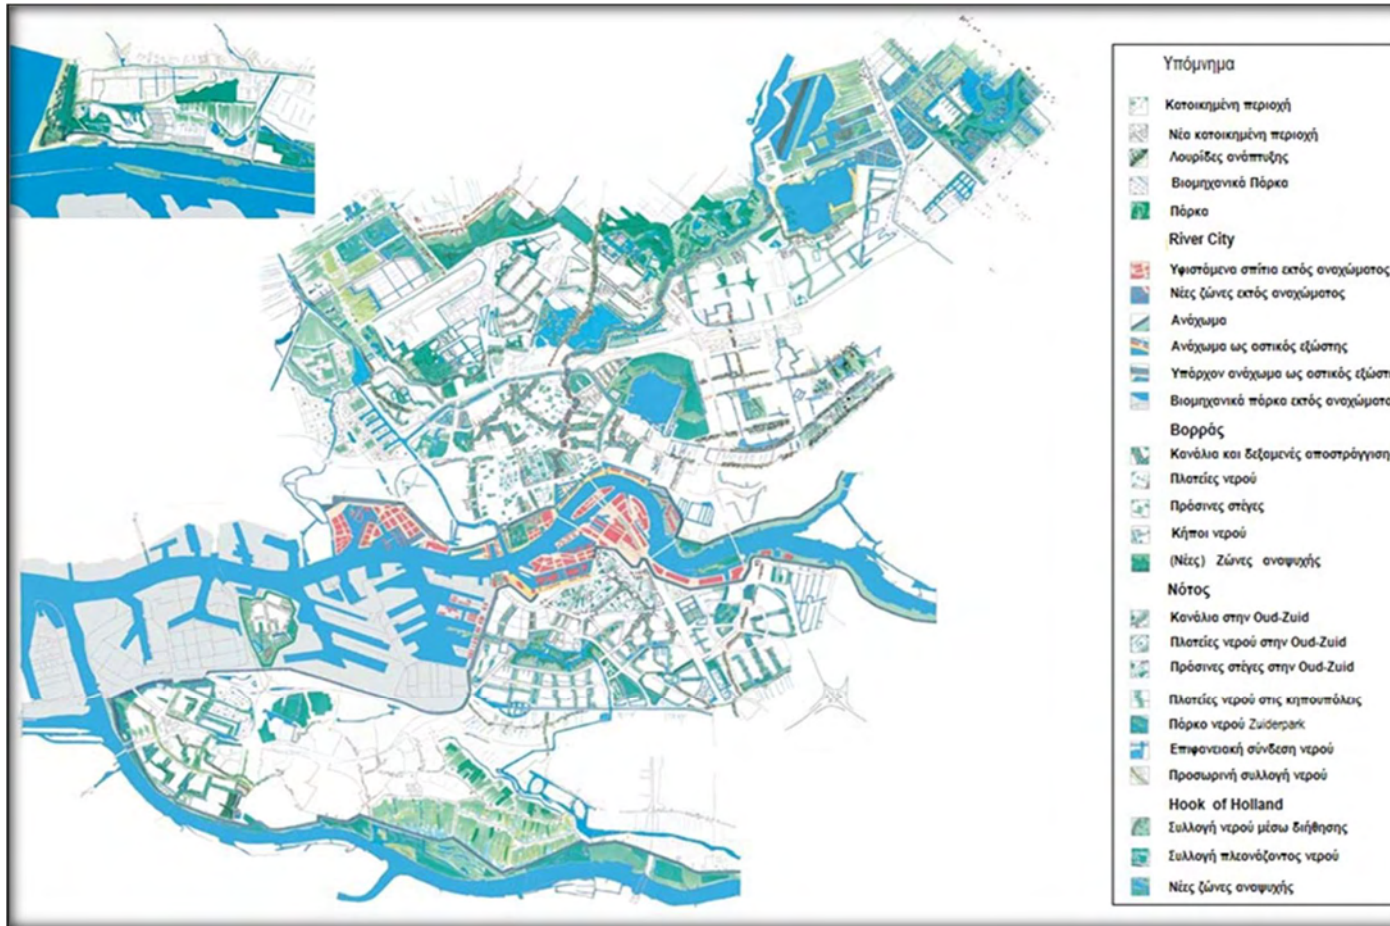 Υπόμνημα
Κατοικημένη περιοχή
Νέα κατοικημένη περιοχή
Λουρίδες ανάπτυξης
Βιομηχανικά Πάρκα
Πάρκα
River City
Υφιστάμενα σπίτια εκτός αναχώματος
Νέες ζώνες εκτός αναχώματος
Ανάχωμα
Ανάχωμα ως αστικός εξώστης
Υπάρχον ανάχωμα ως αστικός εξώστ
Βιομηχανικά πάρκα εκτός αναχώματο
Βορράς
Κανάλια και δεξαμενές αποστράγγιση
Πλατείες νερού
Πράσινες στέγες
Κήποι νερού
(Νέες) Ζώνες αναψυχής
Νότος
Κανάλια στην Oud-Zuid
Πλατείες νερού στην Oud-Zuid
Πράσινες στέγες στην Oud-Zuid
Πλατείες νερού στις κηπουπόλεις
Πάρκο νερού Zuiderpark
Επιφανειακή σύνδεση νερού
Προσωρινή συλλογή νερού
Hook of Holland
Συλλογή νερού μέσω διήθησης
Συλλογή πλεονάζοντος νερού
Νέες ζώνες αναψυχής